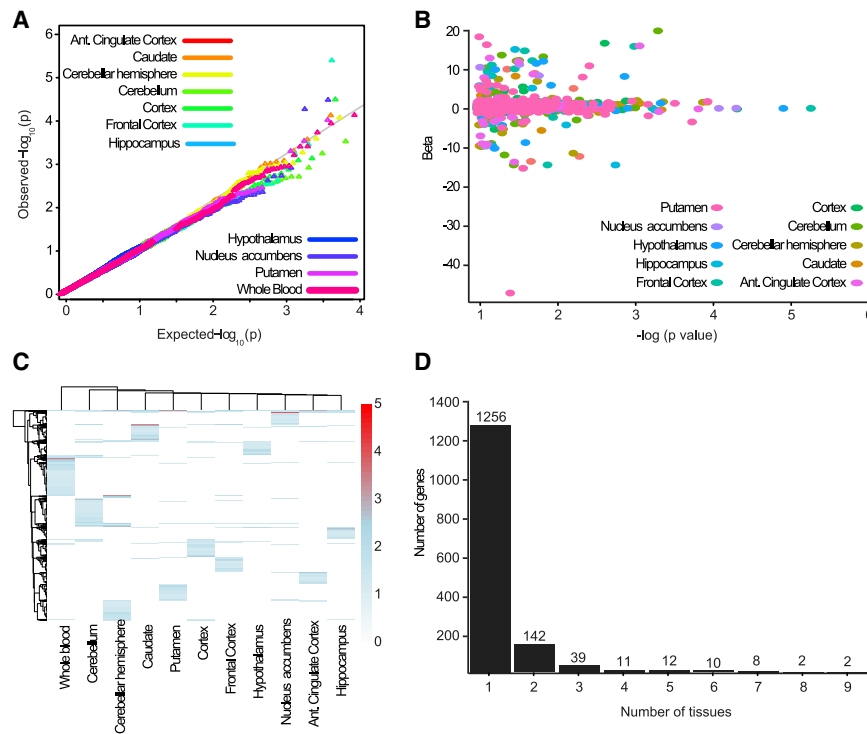 A
Ant. Cingulate Cortex
Caudate
Cerebellar hemisphere
Cerebellum
Cortex
Frontal Cortex
Hippocampus
Hypothalamus
Nucleus accumbens
Putamen
Whole Blood
Observed-log10(p)
6
5
4
3
2
1
0
0 1 2 3 4
Expected-log10(p)
B
Beta
20
10
0
-10
-20
-30
-40
Putamen
Nucleus accumbens
Hypothalamus
Hippocampus
Frontal Cortex
Cortex
Cerebellum
Cerebellar hemisphere
Caudate
Ant. Cingulate Cortex
1 2 3 4 5 6
-log (p value)
C
5
4
3
2
1
0
Whole blood
Cerebellum
Cerebellar hemisphere
Caudate
Putamen
Cortex
Frontal Cortex
Hypothalamus
Nucleus accumbens
Ant. Cingulate Cortex
Hippocampus
D
Number of genes
1400
1200
1000
800
600
400
200
1256
142
39
11
12
10
8
2
2
1 2 3 4 5 6 7 8 9
Number of tissues